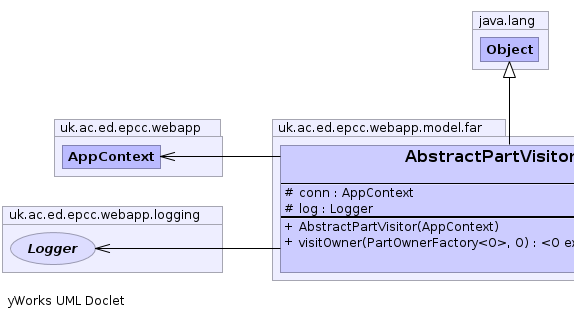 java.lang
Object
uk.ac.ed.epcc.webapp
AppContext
uk.ac.ed.epcc.webapp.model.far
AbstractPartVisitor
# conn : AppContext
# log : Logger
+ AbstractPartVisitor(AppContext)
+ visitOwner(PartOwnerFactory<O>, O) : <O ex
uk.ac.ed.epcc.webapp.logging
Logger
yWorks UML Doclet